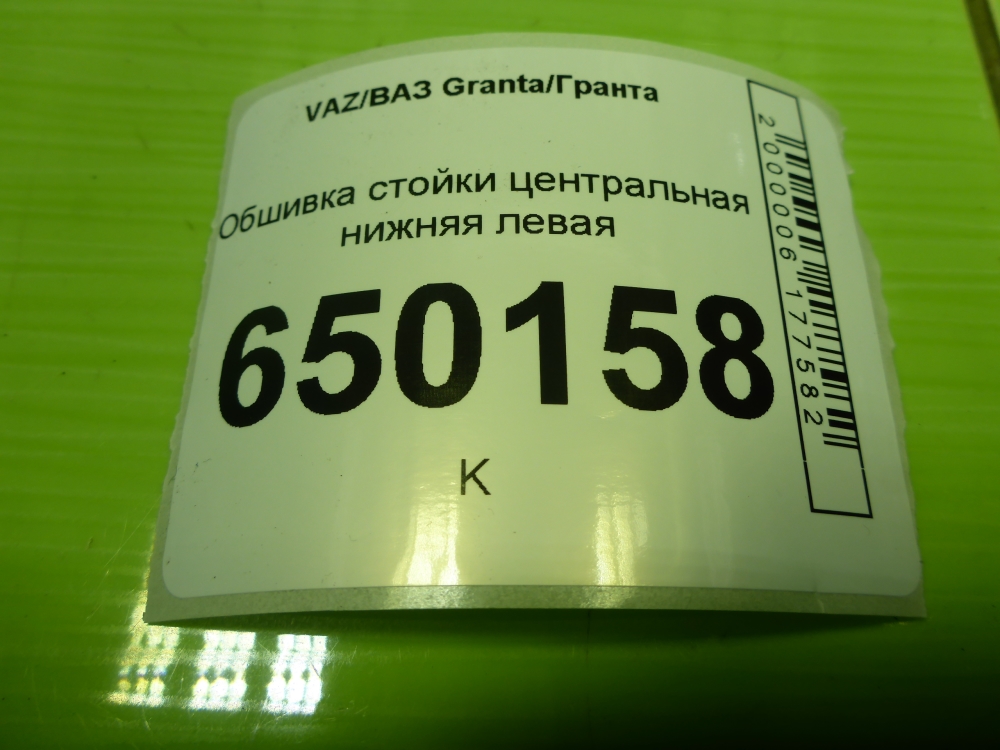 VAZ/ВАЗ Granta/Гранта
Обшивка стойки центральная
нижняя левая
650158
К
2000006177582